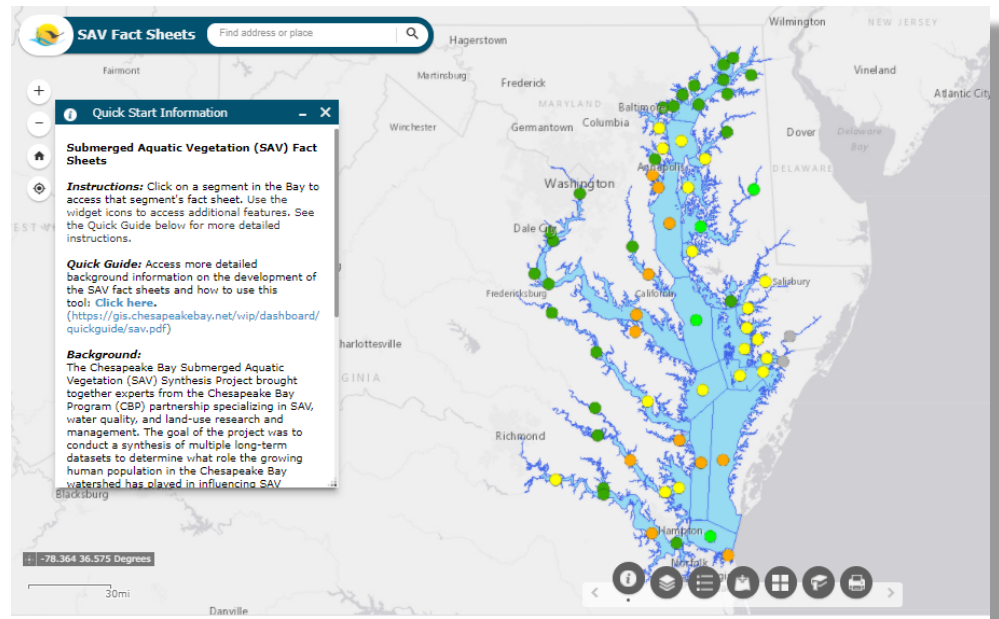 SAV Fact Sheets
Find address or place
Quick Start Information
Submerged Aquatic Vegetation (SAV) Fact
Sheets
Instructions: Click on a segment in the Bay to
access that segment's fact sheet. Use the
widget icons to access additional features. See
the Quick Guide below for more detailed
instructions.
Quick Guide: Access more detailed
background information on the development of
the SAV fact sheets and how to use this
tool: Click here.
(https://gis.chesapeakebay.net/wip/dashboard/
quickguide/sav.pdf)
Background:
The Chesapeake Bay Submerged Aquatic
Vegetation (SAV) Synthesis Project brought
together experts from the Chesapeake Bay
Program (CBP) partnership specializing in SAV,
water quality, and land-use research and
management. The goal of the project was to
conduct a synthesis of multiple long-term
datasets to determine what role the growing
human population in the Chesapeake Bay
watershed has played in influencing SAV
Wilmington
NEW JERSEY
Hagerstown
Fairmont
Martinsburg
Frederick
Vineland
Atlantic City
MARYLAND
Baltimore
Winchester
Germantown
Columbia
Dover
Delaware
Bay
Annapolis
DELAWARE
Washington
Dale City
Salisbury
Fredericksburg
California
harlottesville
GINIA
Richmond
Blacksburg
Hampton
Norfolk
-78.364 36.575 Degrees
30mi
Danville